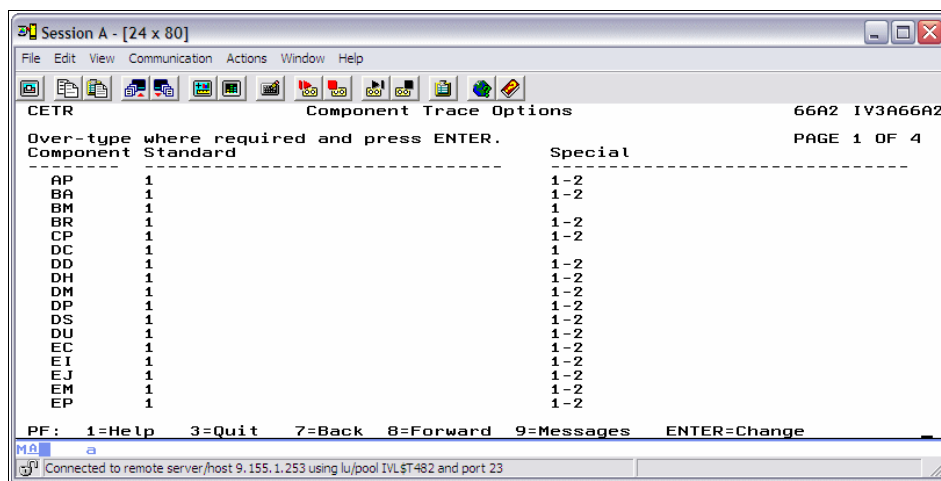 Session A - [24 x 80]
File Edit View Communication Actions Window Help
CETR Component Trace Options 66A2 IV3A66A2
Over-type where required and press ENTER. PAGE 1 OF 4
Component Standard Special
-------- -------------------------------- --------------------------------
AP 1 1-2
BA 1 1-2
BM 1 1
BR 1 1-2
CP 1 1-2
DC 1 1
DD 1 1-2
DH 1 1-2
DM 1 1-2
DP 1 1-2
DS 1 1-2
DU 1 1-2
EC 1 1-2
EI 1 1-2
EJ 1 1-2
EM 1 1-2
EP 1 1-2
PF: 1=Help 3=Quit 7=Back 8=Forward 9=Messages ENTER=Change
MA a
Connected to remote server/host 9.155.1.253 using lu/pool IVL$T482 and port 23